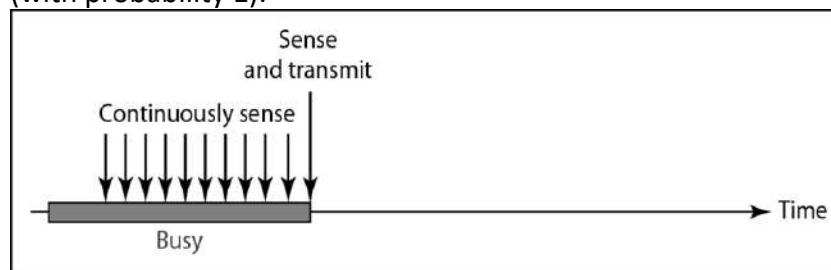 (with probability 1).
Sense
and transmit
Continuously sense
Time
Busy